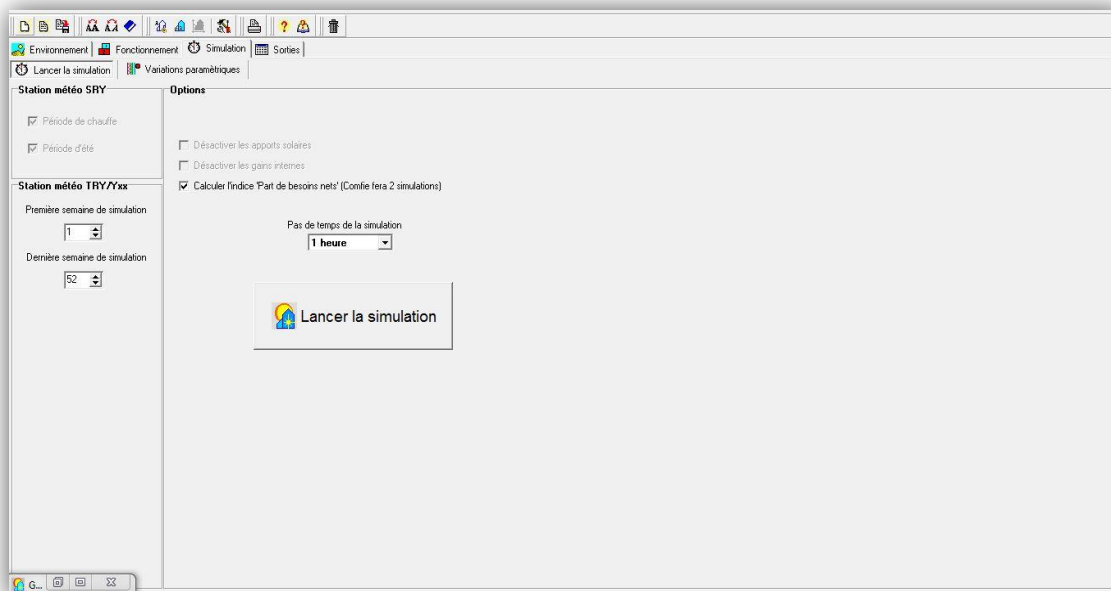 Environnement
Fonctionnement
Simulation
Sorties
Lancer la simulation
Variations paramètriques
Station météo SRY
Options
Période de chauffe
Période d'été
Désactiver les apports solaires
Désactiver les gains internes
Station météo TRY/Yxx
Calculer l'indice 'Part de besoins nets' (Comfie fera 2 simulations)
Première semaine de simulation
1
Pas de temps de la simulation
1 heure
Dernière semaine de simulation
52
Lancer la simulation
G...